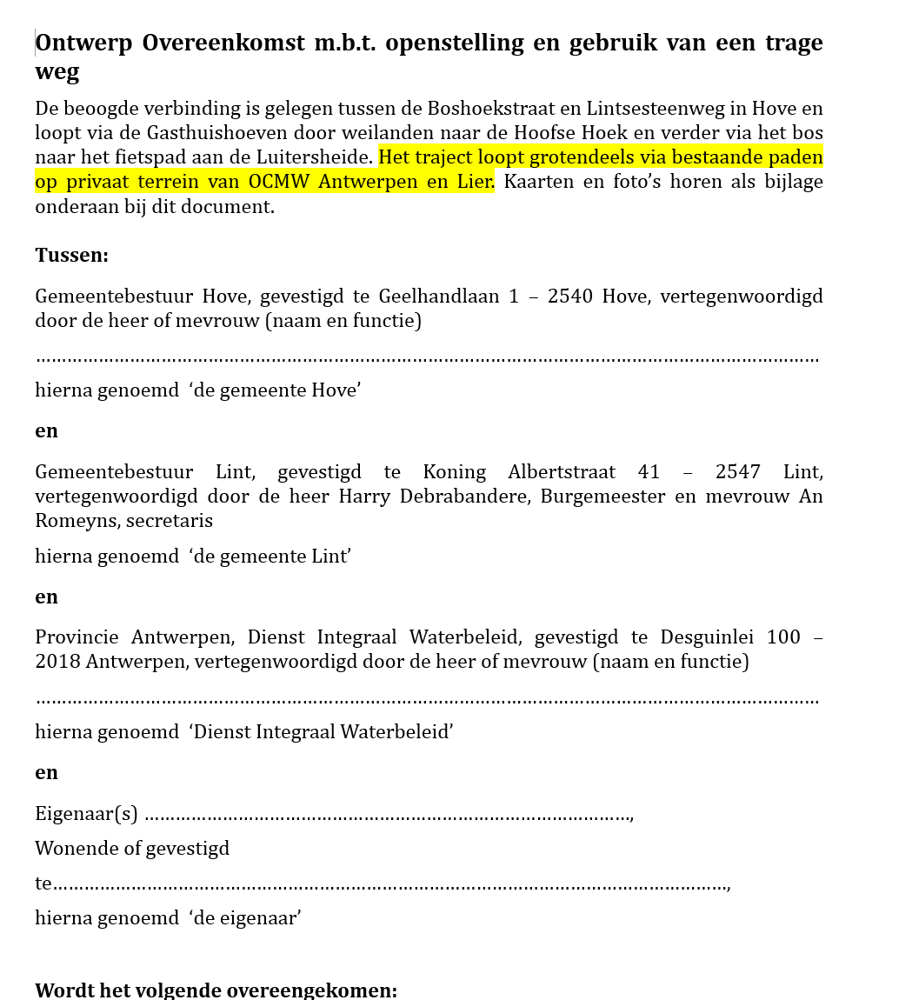 Ontwerp Overeenkomst m.b.t. openstelling en gebruik van een trage
weg
De beoogde verbinding is gelegen tussen de Boshoekstraat en Lintsesteenweg in Hove en
loopt via de Gasthuishoeven door weilanden naar de Hoofse Hoek en verder via het bos
naar het fietspad aan de Luitersheide. Het traject loopt grotendeels via bestaande paden
op privaat terrein van OCMW Antwerpen en Lier. Kaarten en foto’s horen als bijlage
onderaan bij dit document.
Tussen:
Gemeentebestuur Hove, gevestigd te Geelhandlaan 1 – 2540 Hove, vertegenwoordigd
door de heer of mevrouw (naam en functie)
……………………………………………………………………………………………………………………………………
hierna genoemd ‘de gemeente Hove’
en
Gemeentebestuur Lint, gevestigd te Koning Albertstraat 41 – 2547 Lint,
vertegenwoordigd door de heer Harry Debrabandere, Burgemeester en mevrouw An
Romeyns, secretaris
hierna genoemd ‘de gemeente Lint’
en
Provincie Antwerpen, Dienst Integraal Waterbeleid, gevestigd te Desguinlei 100 –
2018 Antwerpen, vertegenwoordigd door de heer of mevrouw (naam en functie)
……………………………………………………………………………………………………………………………………
hierna genoemd ‘Dienst Integraal Waterbeleid’
en
Eigenaar(s) …………………………………………………………………………………,
Wonende of gevestigd
te…………………………………………………………………………………………………………………,
hierna genoemd ‘de eigenaar’
Wordt het volgende overeengekomen: